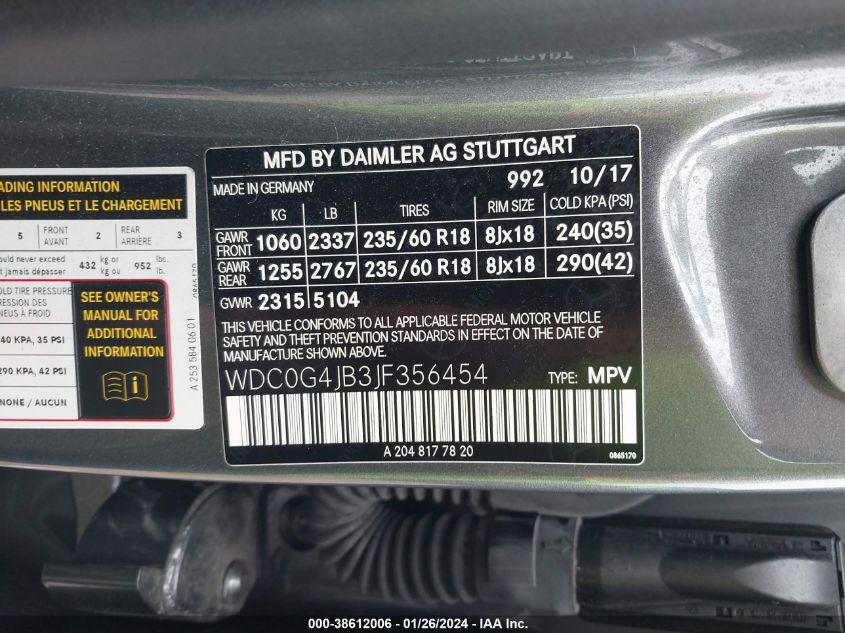 MFD BY DAIMLER AG STUTTGART
MADE IN GERMANY 992 10/17
KG LB TIRES RIM SIZE COLD KPA (PSI)
GAWR FRONT 1060 2337 235/60 R18 8Jx18 240(35)
GAWR REAR 1255 2767 235/60 R18 8Jx18 290(42)
GVWR 2315 5104
THIS VEHICLE CONFORMS TO ALL APPLICABLE FEDERAL MOTOR VEHICLE
SAFETY AND THEFT PREVENTION STANDARDS IN EFFECT ON THE DATE OF
MANUFACTURE SHOWN ABOVE.
WDC0G4JB3JF356454 TYPE: MPV
A 204 817 78 20
0865170
ADING INFORMATION
LES PNEUS ET LE CHARGEMENT
5 FRONT AVANT 2 REAR ARRIÈRE 3
ould never exceed
t jamais dépasser 432 kg or kg ou 952 lbs. lb.
OLD TIRE PRESSURE
RESSION DES
NEUS À FROID
40 KPA, 35 PSI
290 KPA, 42 PSI
NONE / AUCUN
SEE OWNER'S
MANUAL FOR
ADDITIONAL
INFORMATION
0865170
A 253 584 06 01
000-38612006 - 01/26/2024 - IAA Inc.